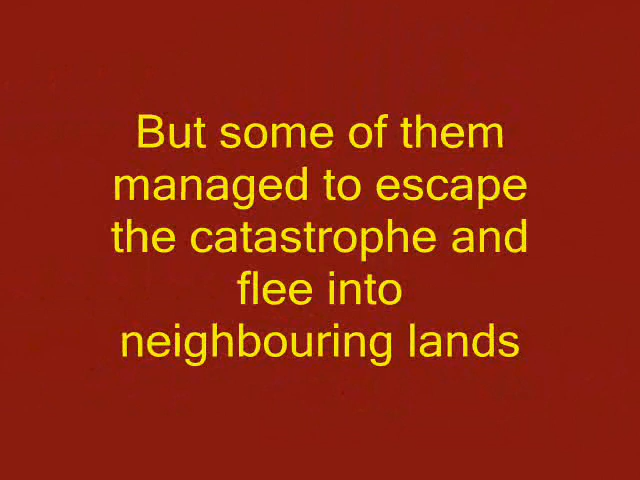 But some of them
managed to escape
the catastrophe and
flee into
neighbouring lands